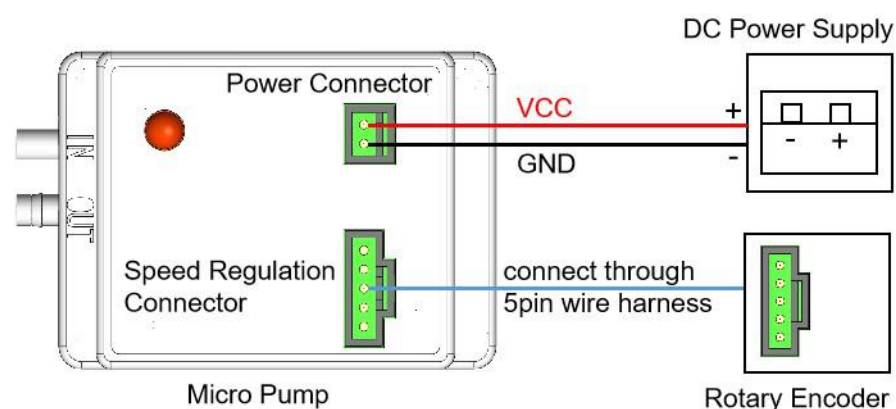 DC Power Supply
Power Connector
VCC
+
- +
GND
-
IN
OUT
Speed Regulation
Connector
connect through
5pin wire harness
Micro Pump
Rotary Encoder